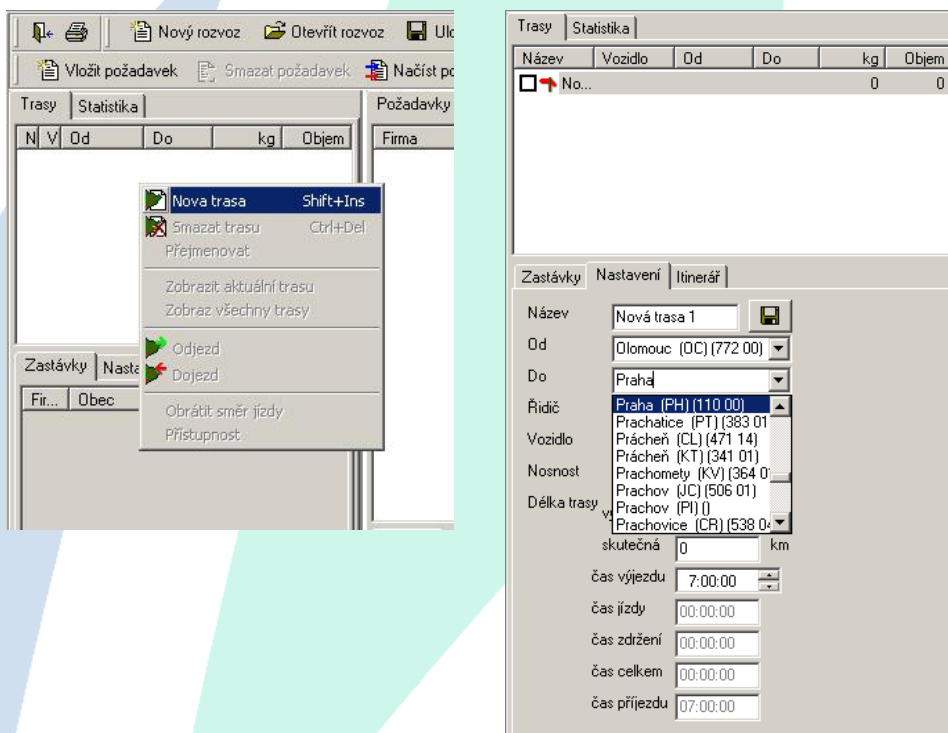 Nový rozvoz Otevřít rozvoz
Vložit požadavek Smazat požadavek Načíst
Trasy Statistika Požadavky
N V Od Do kg Objem Firma
Nova trasa Shift+Ins
Smazat trasu Ctrl+Del
Přejmenovat
Zobrazit aktuální trasu
Zobraz všechny trasy
Odjezd
Dojezd
Obrátit směr jízdy
Přístupnost
Zastávky
Fir... Obec
Trasy Statistika
Název Vozidlo Od Do kg Objem
No... 0 0
Zastávky Nastavení Itinerář
Název Nová trasa 1
Od Olomouc (OC) (772 00)
Do Praha
Řidič
Vozidlo
Nosnost
Délka trasy
Praha (PH) (110 00)
Prachatice (PT) (383 01
Prácheň (CL) (471 14)
Prácheň (KT) (341 01)
Prachomety (KV) (364 0
Prachov (JC) (506 01)
Prachov (PI) ()
Prachovice (CR) (538 04
skutečná 0 km
čas výjezdu 7:00:00
čas jízdy 00:00:00
čas zdržení 00:00:00
čas celkem 00:00:00
čas příjezdu 07:00:00